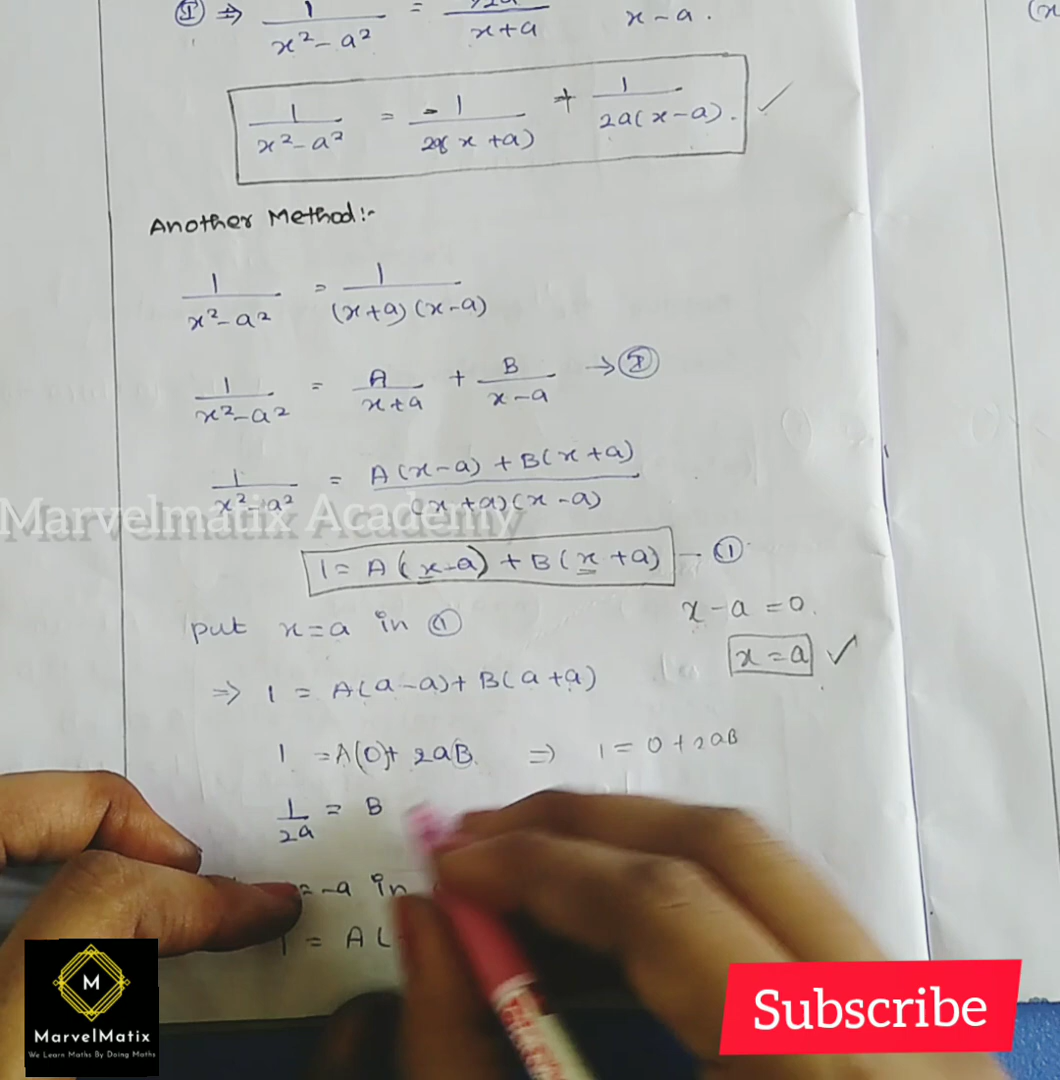 Ⓘ ⇒ 1/(x²-a²) = /(x+a) x-a.
(x
1/(x²-a²) = -1/(2a(x+a)) + 1/(2a(x-a)). ✓
Another Method:-
1/(x²-a²) = 1/((x+a)(x-a))
1/(x²-a²) = A/(x+a) + B/(x-a) → Ⓘ
1/(x²-a²) = (A(x-a)+B(x+a))/((x+a)(x-a))
Marvelmatix Academy
1 = A(x-a)+B(x+a) - ①
x-a=0.
put x=a in ①
x=a ✓
⇒ 1 = A(a-a)+B(a+a)
1 = A(0)+2aB. ⇒ 1=0+2aB
1/2a = B
=-a in
1 = A(
M
MarvelMatix
We Learn Maths By Doing Maths
Subscribe